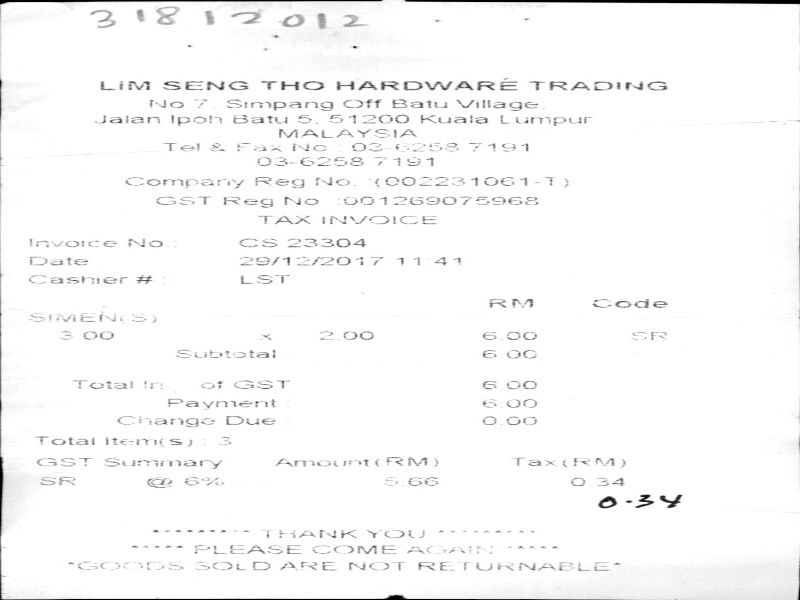 31812012
LIM SENG THO HARDWARE TRADING
No 7, Simpang Off Batu Village,
Jalan Ipoh Batu 5, 51200 Kuala Lumpur
MALAYSIA
Tel & Fax No : 03-6258 7191
03-6258 7191
Company Reg No. :(002231061-T)
GST Reg No :001269075968
TAX INVOICE
Invoice No : CS 23304
Date 29/12/2017 11:41
Cashier # : LST
RM Code
SIMEN(S)
3.00 x 2.00 6.00 SR
Subtotal : 6.00
Total of GST 6.00
Payment : 6.00
Change Due : 0.00
Total Item(s) : 3
GST Summary Amount(RM) Tax(RM)
SR @ 6% 5.66 0.34
0.34
********* THANK YOU *********
***** PLEASE COME AGAIN *****
*GOODS SOLD ARE NOT RETURNABLE*